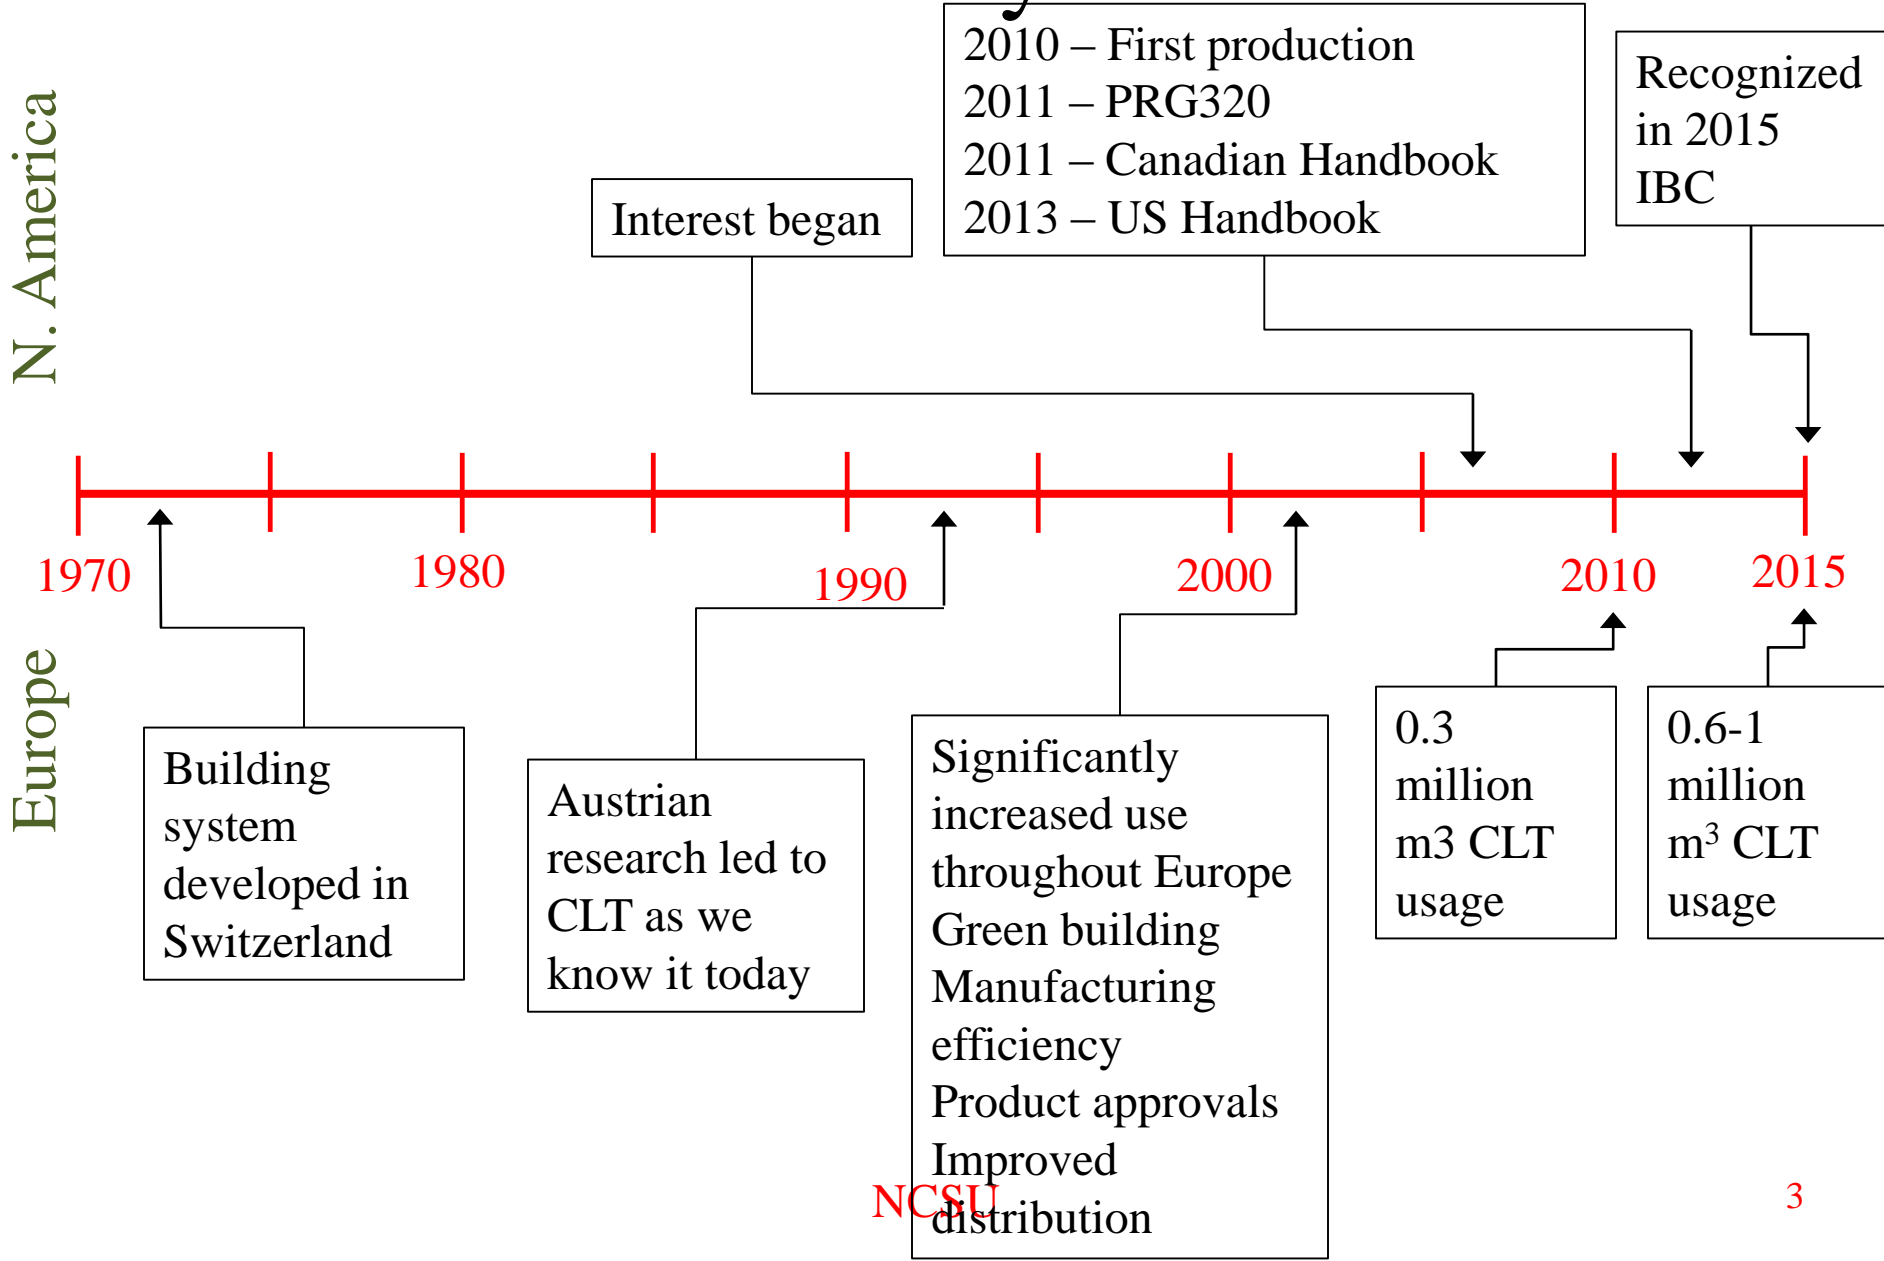 2010 – First production
2011 – PRG320
2011 – Canadian Handbook
2013 – US Handbook
Recognized
in 2015
IBC
Interest began
N. America
1970
1980
1990
2000
2010
2015
Europe
Building
system
developed in
Switzerland
Austrian
research led to
CLT as we
know it today
Significantly
increased use
throughout Europe
Green building
Manufacturing
efficiency
Product approvals
Improved
distribution
0.3
million
m3 CLT
usage
0.6-1
million
m³ CLT
usage
NCSU
3